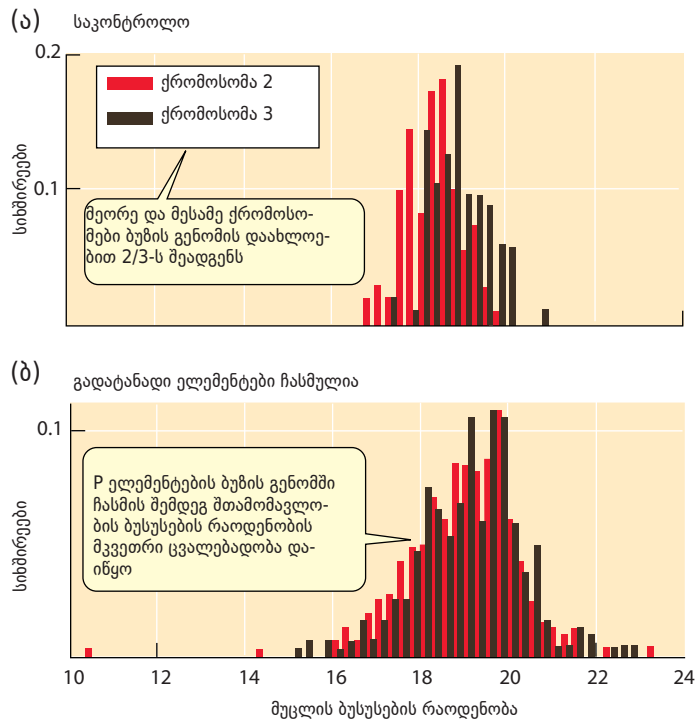 (ა) საკონტროლო
0.2
ქრომოსომა 2
ქრომოსომა 3
სიხშირეები
0.1
მეორე და მესამე ქრომოსო-
მები ბუზის გენომის დაახლოე-
ბით 2/3-ს შეადგენს
(ბ) გადატანადი ელემენტები ჩასმულია
0.1
P ელემენტების ბუზის გენომში
ჩასმის შემდეგ შთამომავლო-
ბის ბუსუსების რაოდენობის
მკვეთრი ცვალებადობა და-
იწყო
სიხშირეები
10 12 14 16 18 20 22 24
მუცლის ბუსუსების რაოდენობა